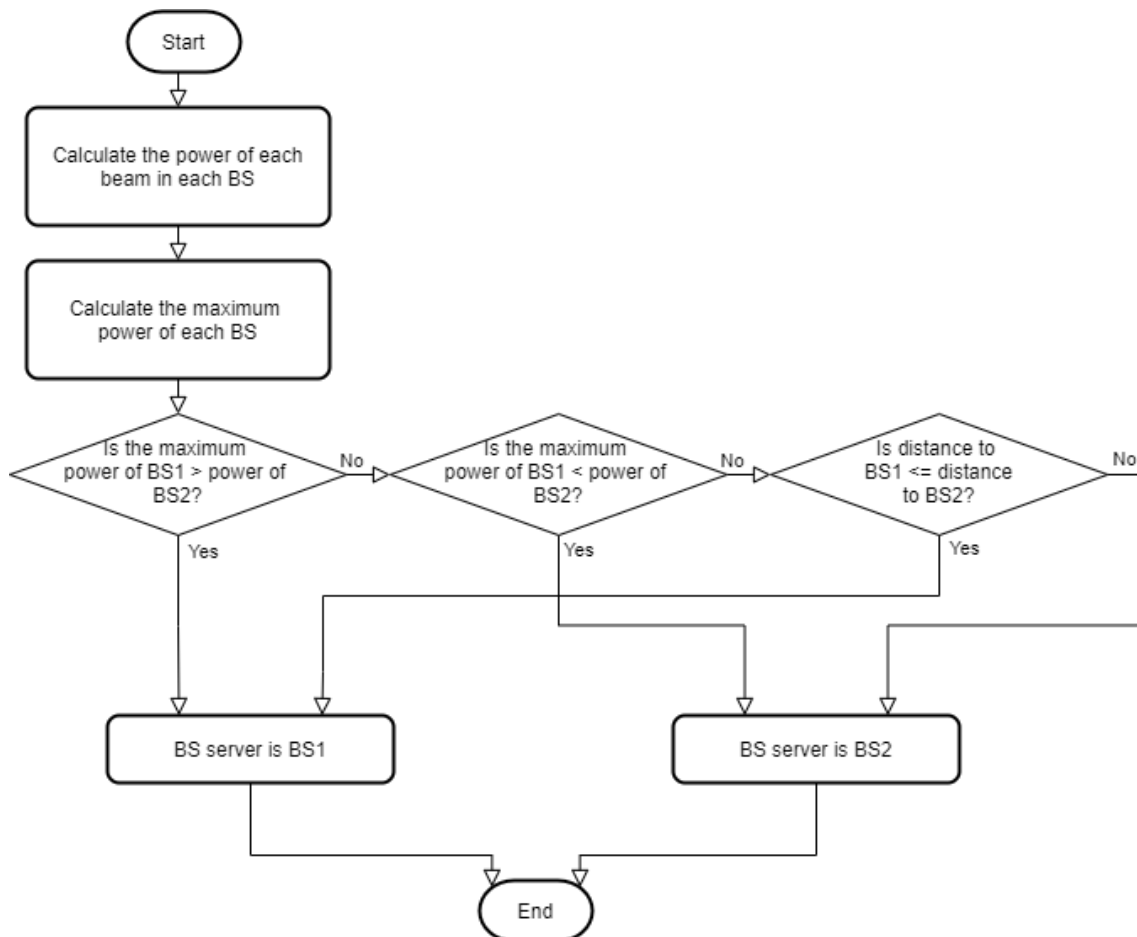 Start
Calculate the power of each
beam in each BS
Calculate the maximum
power of each BS
Is the maximum
power of BS1 > power of
BS2?
No
Yes
Is the maximum
power of BS1 < power of
BS2?
No
Yes
Is distance to
BS1 <= distance
to BS2?
No
Yes
BS server is BS1
BS server is BS2
End